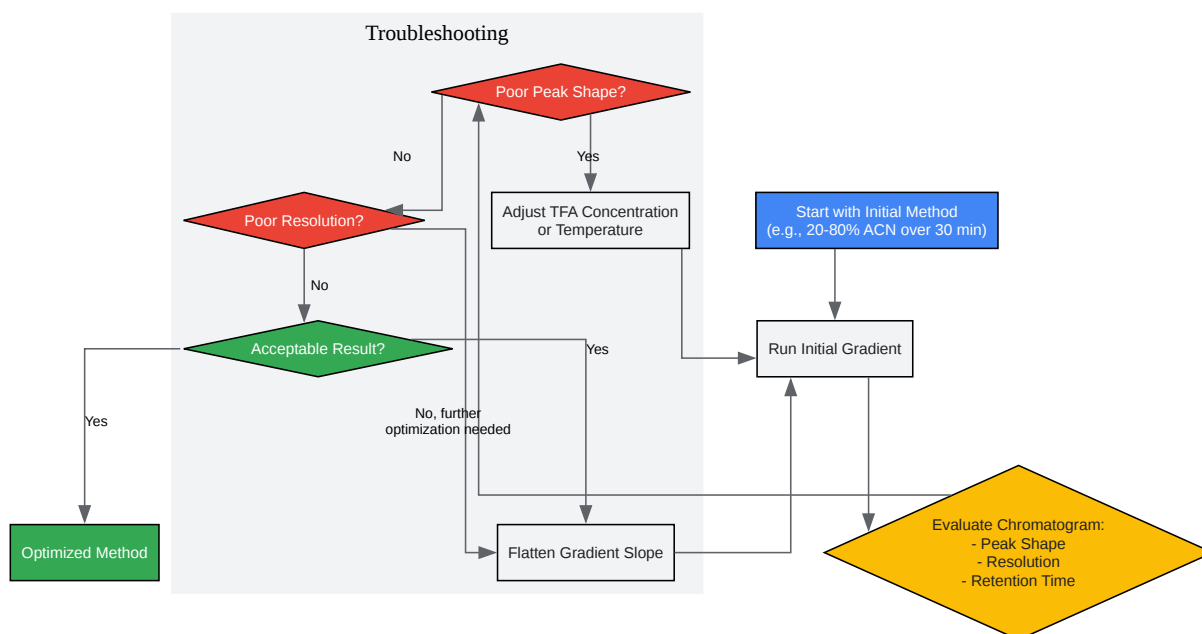 Troubleshooting
Poor Peak Shape?
No
Yes
Poor Resolution?
Adjust TFA Concentration
or Temperature
Start with Initial Method
(e.g., 20-80% ACN over 30 min)
No
Acceptable Result?
Yes
Run Initial Gradient
Yes
No, further
optimization needed
Optimized Method
Flatten Gradient Slope
Evaluate Chromatogram:
- Peak Shape
- Resolution
- Retention Time